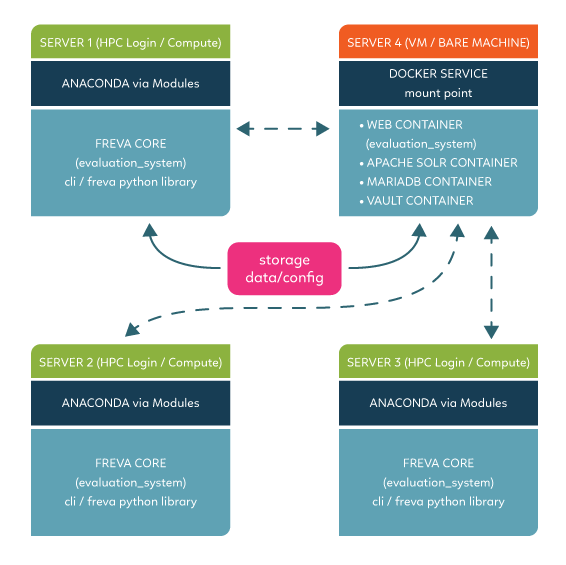 SERVER 1 (HPC Login / Compute)
ANACONDA via Modules
FREVA CORE
(evaluation_system)
cli / freva python library
SERVER 4 (VM / BARE MACHINE)
DOCKER SERVICE
mount point
• WEB CONTAINER
(evaluation_system)
• APACHE SOLR CONTAINER
• MARIADB CONTAINER
• VAULT CONTAINER
storage
data/config
SERVER 2 (HPC Login / Compute)
ANACONDA via Modules
FREVA CORE
(evaluation_system)
cli / freva python library
SERVER 3 (HPC Login / Compute)
ANACONDA via Modules
FREVA CORE
(evaluation_system)
cli / freva python library